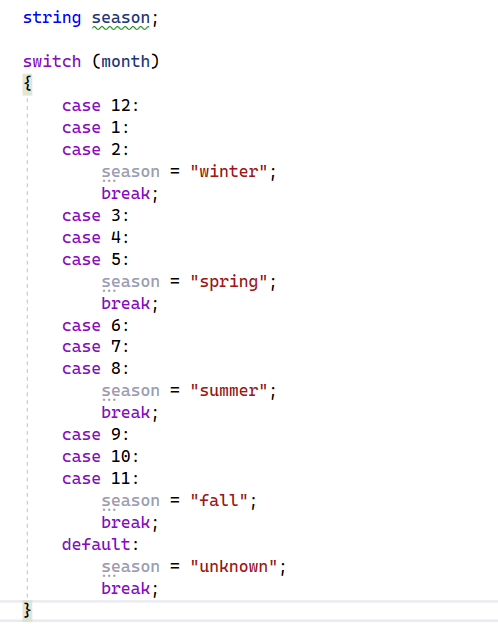 string season;
switch (month)
{
case 12:
case 1:
case 2:
season = "winter";
break;
case 3:
case 4:
case 5:
season = "spring";
break;
case 6:
case 7:
case 8:
season = "summer";
break;
case 9:
case 10:
case 11:
season = "fall";
break;
default:
season = "unknown";
break;
}